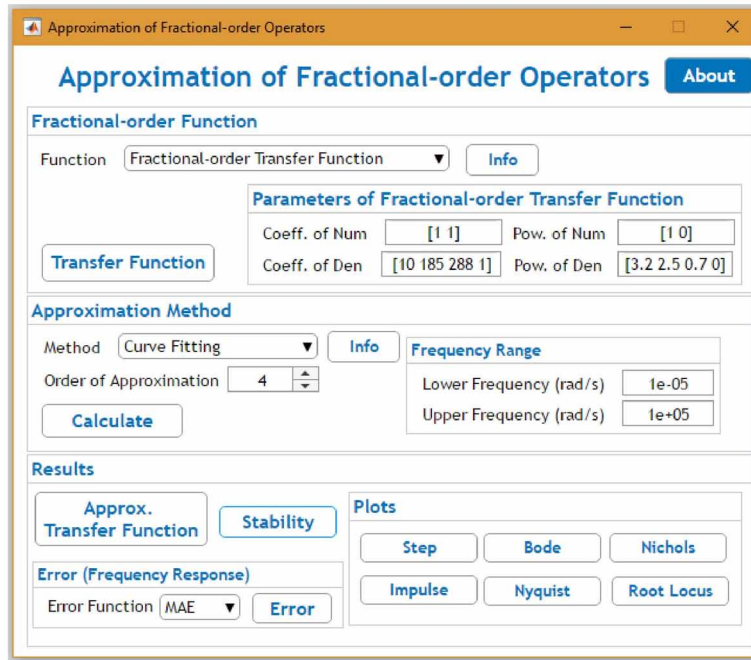 Approximation of Fractional-order Operators
Approximation of Fractional-order Operators About
Fractional-order Function
Function Fractional-order Transfer Function Info
Parameters of Fractional-order Transfer Function
Coeff. of Num [1 1] Pow. of Num [1 0]
Transfer Function
Coeff. of Den [10 185 288 1] Pow. of Den [3.2 2.5 0.7 0]
Approximation Method
Method Curve Fitting Info
Order of Approximation 4
Calculate
Frequency Range
Lower Frequency (rad/s) 1e-05
Upper Frequency (rad/s) 1e+05
Results
Approx.
Transfer Function
Stability
Error (Frequency Response)
Error Function MAE Error
Plots
Step Bode Nichols
Impulse Nyquist Root Locus